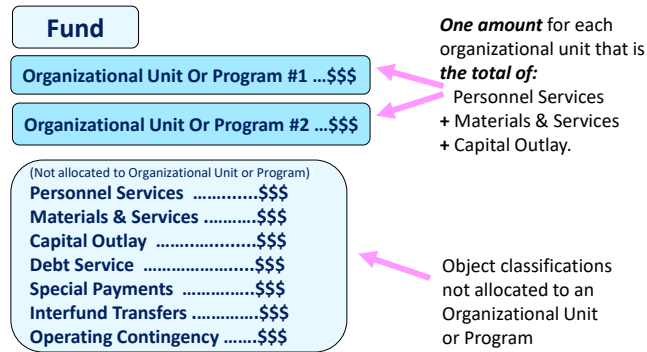 Fund
Organizational Unit Or Program #1 ...$$$
Organizational Unit Or Program #2 ...$$$
(Not allocated to Organizational Unit or Program)
Personnel Services ............$$$
Materials & Services ...........$$$
Capital Outlay ....................$$$
Debt Service ........................$$$
Special Payments ...............$$$
Interfund Transfers .............$$$
Operating Contingency .......$$$
One amount for each
organizational unit that is
the total of:
Personnel Services
+ Materials & Services
+ Capital Outlay.
Object classifications
not allocated to an
Organizational Unit
or Program